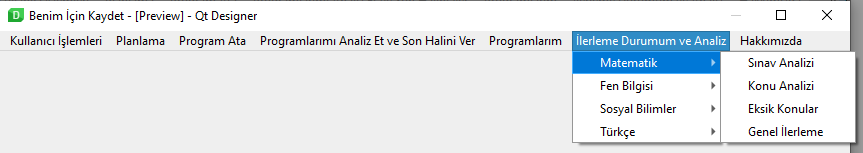 Benim İçin Kaydet - [Preview] - Qt Designer
Kullanıcı İşlemleri Planlama Program Ata Programlarımı Analiz Et ve Son Halini Ver Programlarım İlerleme Durumum ve Analiz Hakkımızda
Matematik
Fen Bilgisi
Sosyal Bilimler
Türkçe
Sınav Analizi
Konu Analizi
Eksik Konular
Genel İlerleme